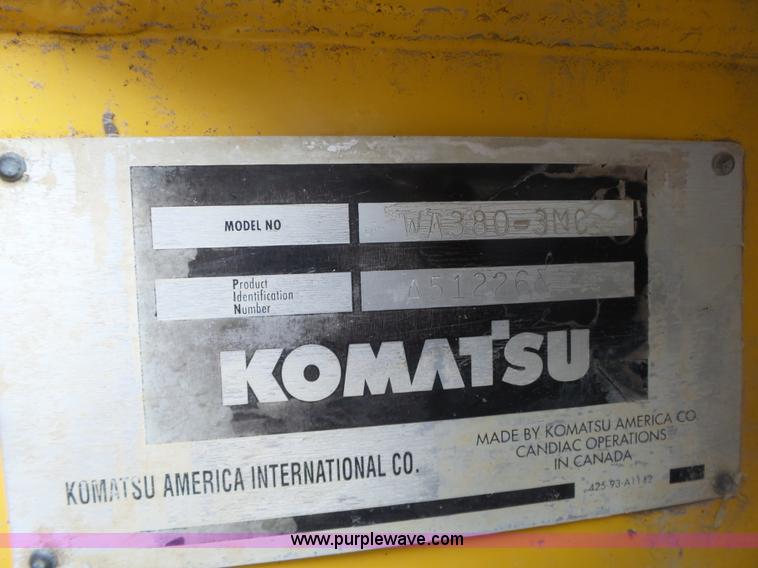 MODEL NO WA380-3MC
Product
Identification
Number
KOMATSU
MADE BY KOMATSU AMERICA CO
CANDIAC OPERATIONS
IN CANADA
KOMATSU AMERICA INTERNATIONAL CO.
www.purplewave.com